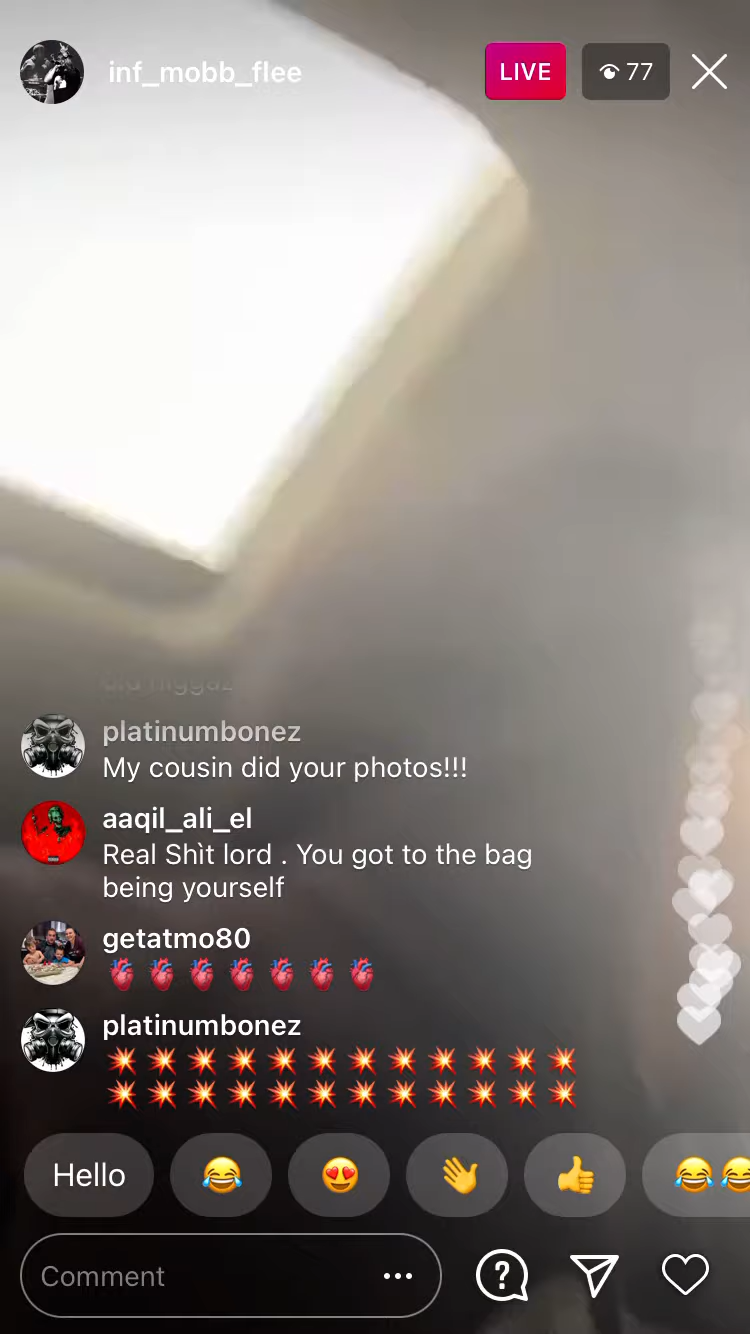 inf_mobb_flee
LIVE
77
platinumbonez
My cousin did your photos!!!
aaqil_ali_el
Real Shìt lord . You got to the bag
being yourself
getatmo80
🫀🫀🫀🫀🫀🫀🫀
platinumbonez
💥💥💥💥💥💥💥💥💥💥💥💥
💥💥💥💥💥💥💥💥💥💥💥💥
Hello 😂 😍 👋 👍 😂😂
Comment